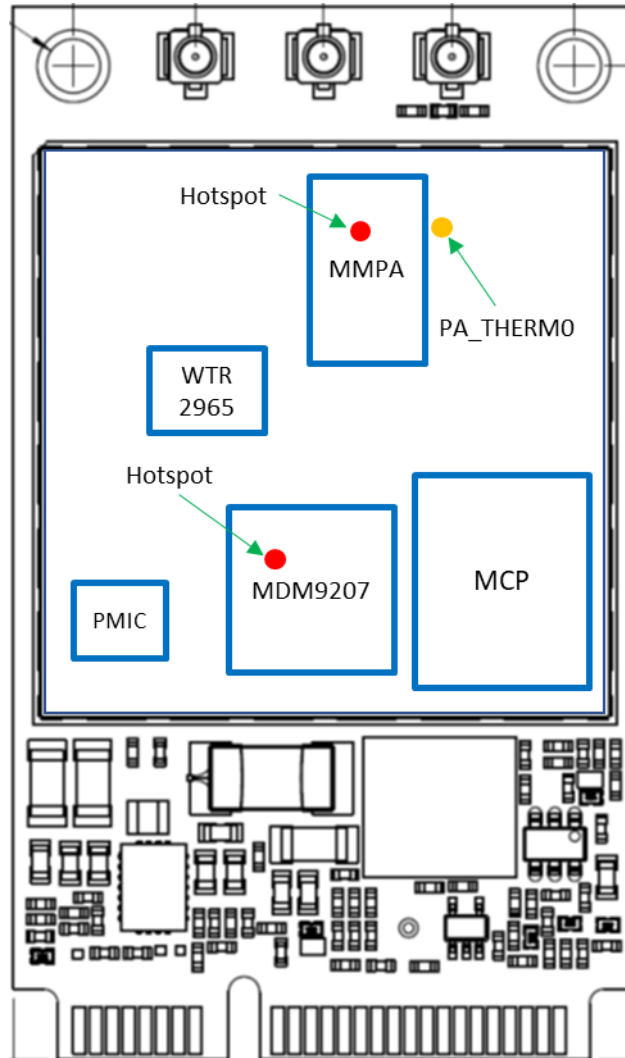 Hotspot
MMPA
PA_THERM0
WTR
2965
Hotspot
MDM9207
MCP
PMIC